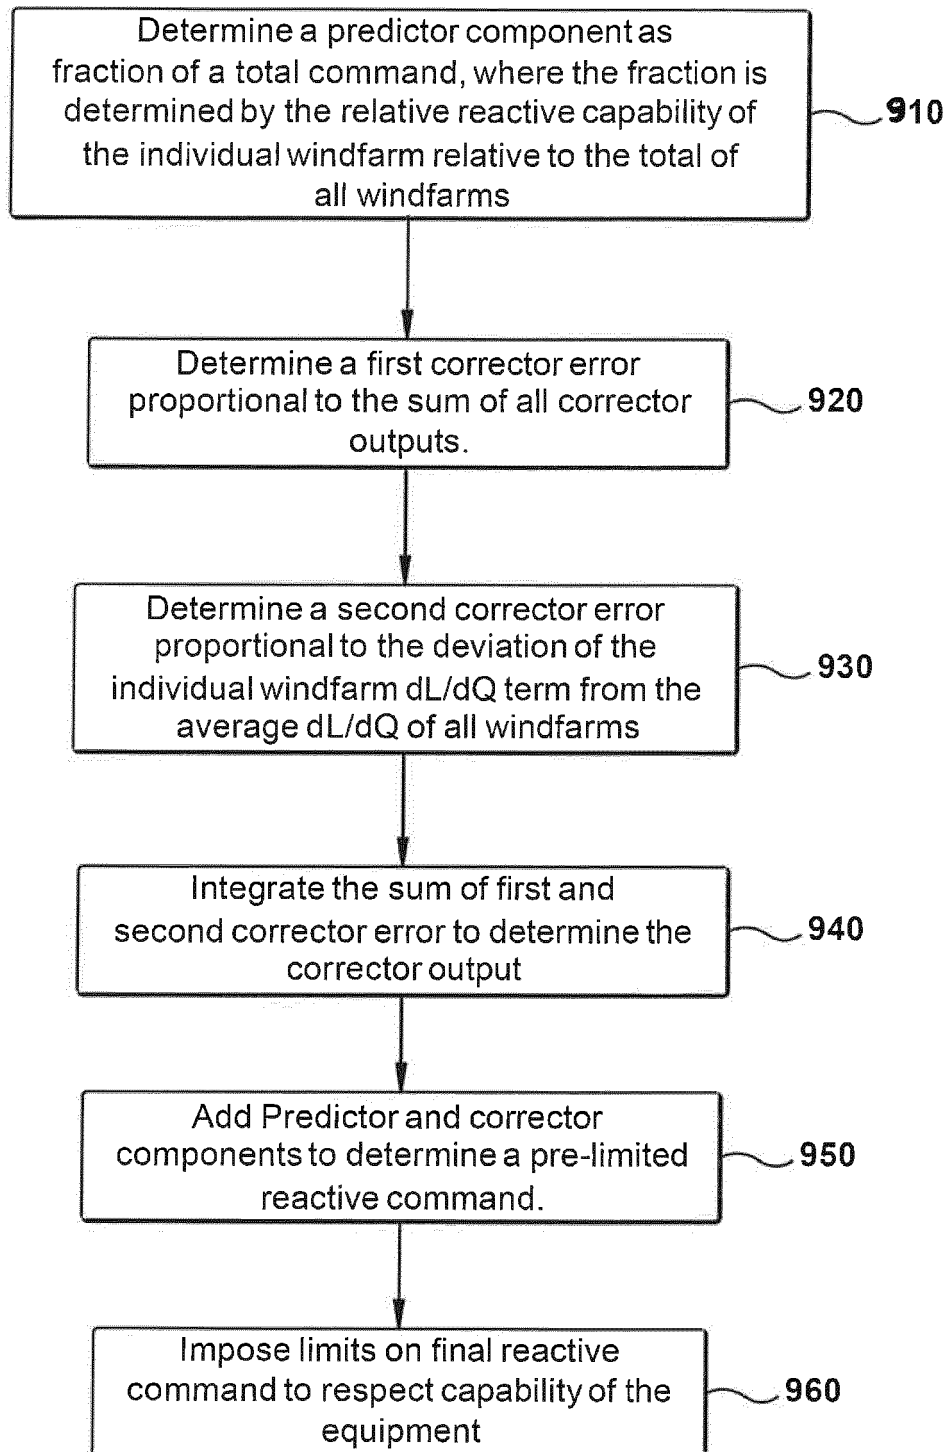 Determine a predictor component as
fraction of a total command, where the fraction is
determined by the relative reactive capability of
the individual windfarm relative to the total of
all windfarms
910
Determine a first corrector error
proportional to the sum of all corrector
outputs.
920
Determine a second corrector error
proportional to the deviation of the
individual windfarm dL/dQ term from the
average dL/dQ of all windfarms
930
Integrate the sum of first and
second corrector error to determine the
corrector output
940
Add Predictor and corrector
components to determine a pre-limited
reactive command.
950
Impose limits on final reactive
command to respect capability of the
equipment
960